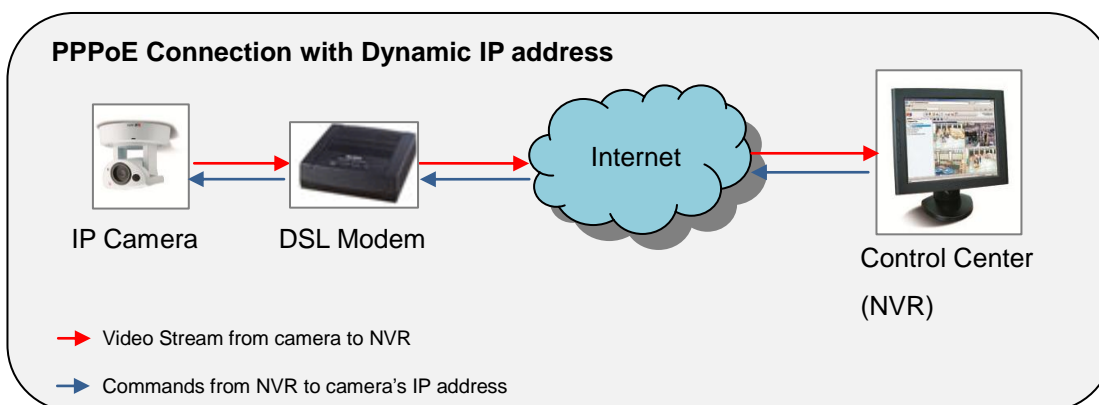 PPPoE Connection with Dynamic IP address
Internet
IP Camera
DSL Modem
Control Center
(NVR)
Video Stream from camera to NVR
Commands from NVR to camera's IP address